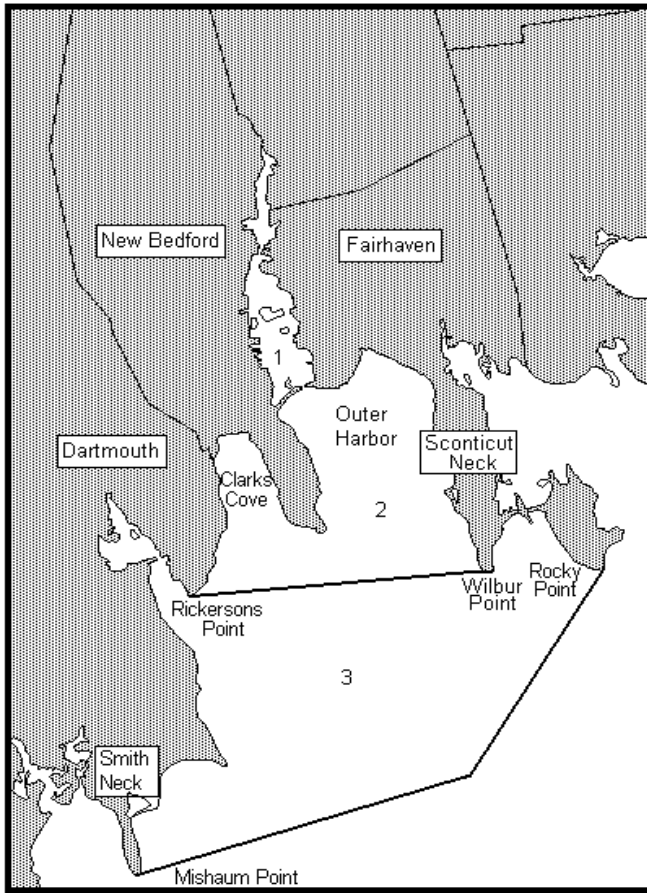 New Bedford
Fairhaven
1
Outer
Harbor
Sconticut
Neck
Dartmouth
Clarks
Cove
2
Rickersons
Point
Wilbur
Point
Rocky
Point
3
Smith
Neck
Mishaum Point